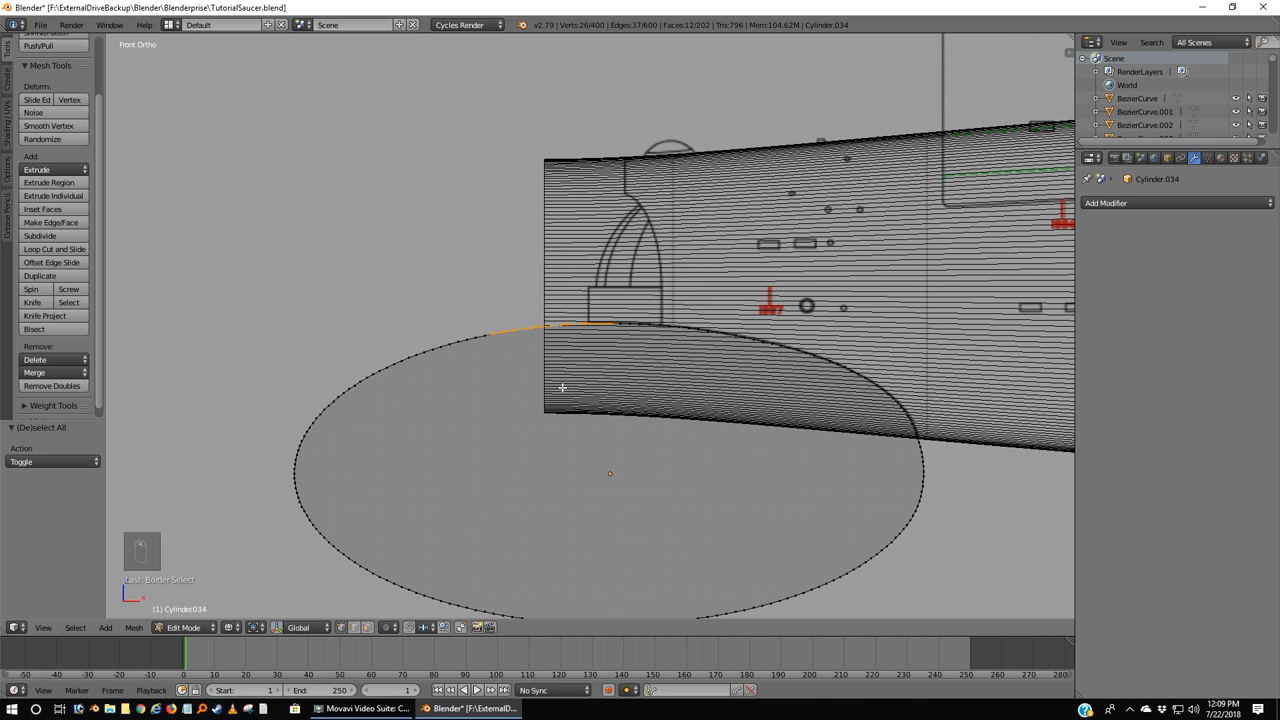 Blender* [F:\ExternalDriveBackup\Blender\Blenderprise\TutorialSaucer.blend]
File Render Window Help Default Scene Cycles Render v2.79 | Verts:26/400 | Edges:37/600 | Faces:12/202 | Tris:796 | Mem:104.62M | Cylinder.034
Front Ortho
View Search All Scenes
Scene
RenderLayers
World
BezierCurve
BezierCurve.001
BezierCurve.002
Cylinder.034
Add Modifier
Tools
Create
Shading / UVs
Options
Grease Pencil
Push/Pull
Mesh Tools
Deform:
Slide Ed Vertex
Noise
Smooth Vertex
Randomize
Add:
Extrude
Extrude Region
Extrude Individual
Inset Faces
Make Edge/Face
Subdivide
Loop Cut and Slide
Offset Edge Slide
Duplicate
Spin Screw
Knife Select
Knife Project
Bisect
Remove:
Delete
Merge
Remove Doubles
Weight Tools
(De)select All
Action
Toggle
Last: Border Select
x
(1) Cylinder.034
View Select Add Mesh Edit Mode Global
-50 -40 -30 -20 -10 0 10 20 30 40 50 60 70 80 90 100 110 120 130 140 150 160 170 180 190 200 210 220 230 240 250 260 270 280
View Marker Frame Playback Start: 1 End: 250 1 No Sync
Movavi Video Suite: C... Blender* [F:\ExternalD...
12:09 PM
7/22/2018